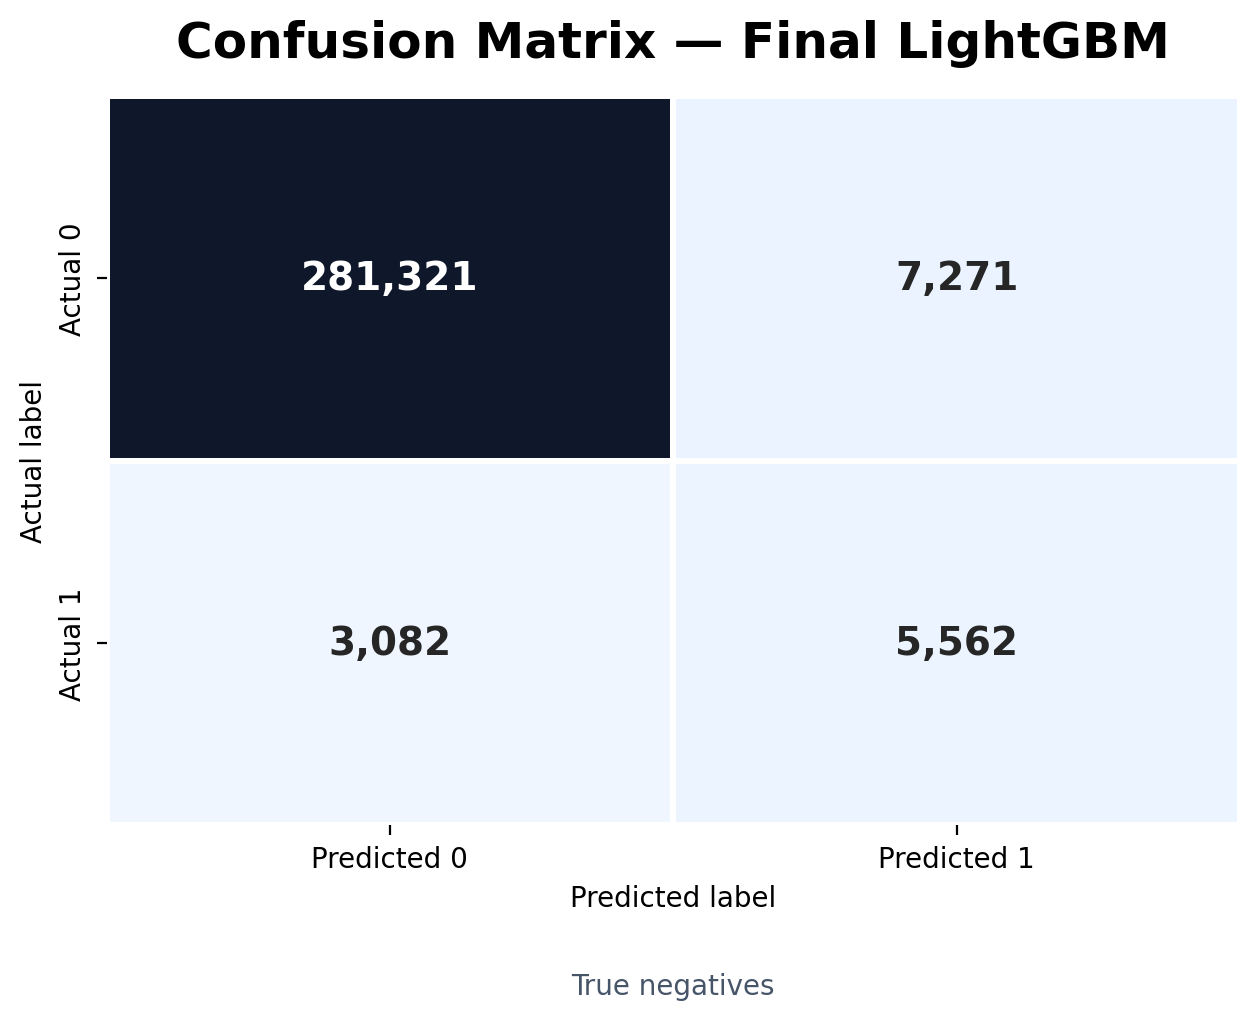 Confusion Matrix — Final LightGBM
Actual label
Actual 0
281,321
7,271
Actual 1
3,082
5,562
Predicted 0
Predicted 1
Predicted label
True negatives